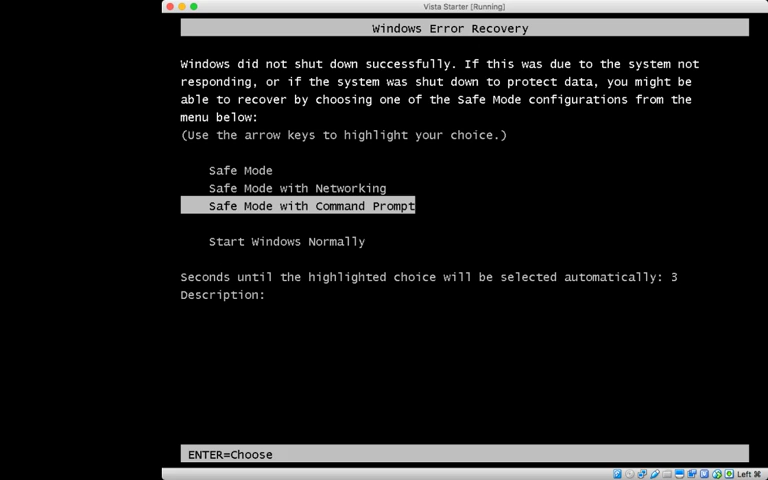 Vista Starter [Running]
Windows Error Recovery
Windows did not shut down successfully. If this was due to the system not
responding, or if the system was shut down to protect data, you might be
able to recover by choosing one of the Safe Mode configurations from the
menu below:
(Use the arrow keys to highlight your choice.)
Safe Mode
Safe Mode with Networking
Safe Mode with Command Prompt
Start Windows Normally
Seconds until the highlighted choice will be selected automatically: 3
Description:
ENTER=Choose
Left ⌘